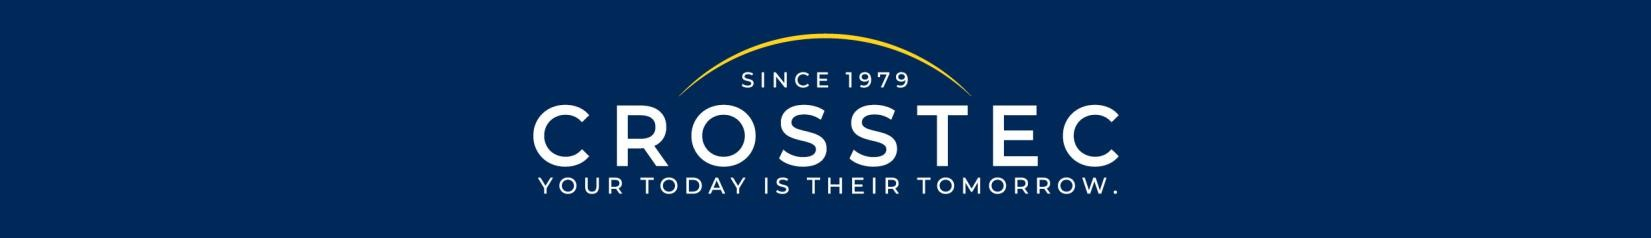 SINCE 1979
CROSSTEC
YOUR TODAY IS THEIR TOMORROW.